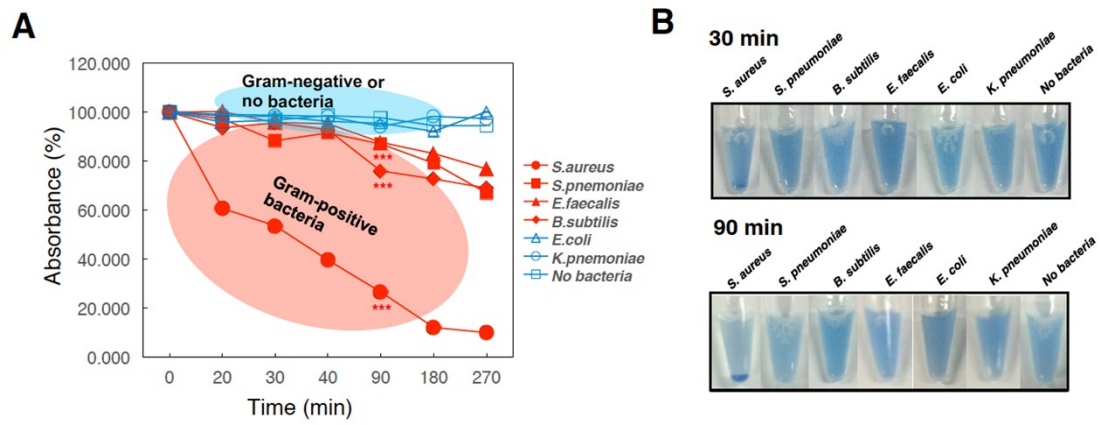 A
120.000
100.000
80.000
60.000
40.000
20.000
0.000
Absorbance (%)
Gram-negative or
no bacteria
Gram-positive
bacteria
***
***
***
0 20 30 40 90 180 270
Time (min)
S.aureus
S.pnemoniae
E.faecalis
B.subtilis
E.coli
K.pnemoniae
No bacteria
B
30 min
S. aureus
S. pneumoniae
B. subtilis
E. faecalis
E. coli
K. pneumoniae
No bacteria
90 min
S. aureus
S. pneumoniae
B. subtilis
E. faecalis
E. coli
K. pneumoniae
No bacteria